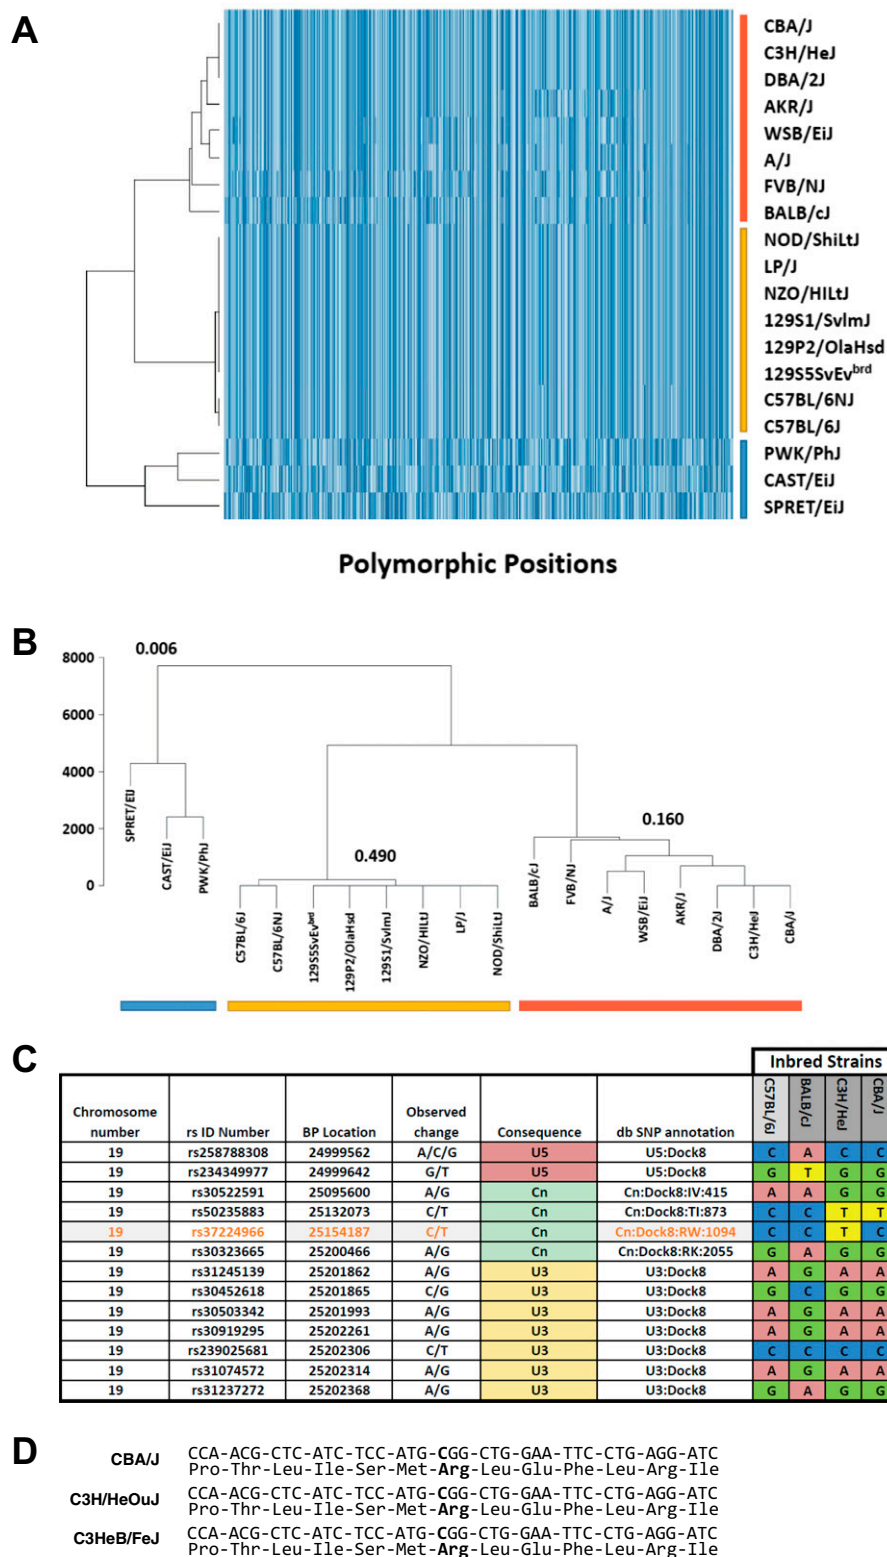 A
CBA/J
C3H/HeJ
DBA/2J
AKR/J
WSB/EiJ
A/J
FVB/NJ
BALB/cJ
NOD/ShiLtJ
LP/J
NZO/HILtJ
129S1/SvlmJ
129P2/OlaHsd
129S5SvEvbrd
C57BL/6NJ
C57BL/6J
PWK/PhJ
CAST/EiJ
SPRET/EiJ
Polymorphic Positions
B
8000
6000
4000
2000
0
0.006
0.490
0.160
SPRET/EiJ
CAST/EiJ
PWK/PhJ
C57BL/6J
C57BL/6NJ
129S5SvEvbrd
129P2/OlaHsd
129S1/SvlmJ
NZO/HILtJ
LP/J
NOD/ShiLtJ
BALB/cJ
FVB/NJ
A/J
WSB/EiJ
AKR/J
DBA/2J
C3H/HeJ
CBA/J
C
Inbred Strains
Chromosome number rs ID Number BP Location Observed change Consequence db SNP annotation C57BL/6J BALB/cJ C3H/HeJ CBA/J
19 rs258788308 24999562 A/C/G U5 U5:Dock8 C A C C
19 rs234349977 24999642 G/T U5 U5:Dock8 G T G G
19 rs30522591 25095600 A/G Cn Cn:Dock8:IV:415 A A G G
19 rs50235883 25132073 C/T Cn Cn:Dock8:TI:873 C C T T
19 rs37224966 25154187 C/T Cn Cn:Dock8:RW:1094 C C T C
19 rs30323665 25200466 A/G Cn Cn:Dock8:RK:2055 G A G G
19 rs31245139 25201862 A/G U3 U3:Dock8 A G A A
19 rs30452618 25201865 C/G U3 U3:Dock8 G C G G
19 rs30503342 25201993 A/G U3 U3:Dock8 A G A A
19 rs30919295 25202261 A/G U3 U3:Dock8 A G A A
19 rs239025681 25202306 C/T U3 U3:Dock8 C C C C
19 rs31074572 25202314 A/G U3 U3:Dock8 A G A A
19 rs31237272 25202368 A/G U3 U3:Dock8 G A G G
D
CBA/J CCA-ACG-CTC-ATC-TCC-ATG-CGG-CTG-GAA-TTC-CTG-AGG-ATC
Pro-Thr-Leu-Ile-Ser-Met-Arg-Leu-Glu-Phe-Leu-Arg-Ile
C3H/HeOuJ CCA-ACG-CTC-ATC-TCC-ATG-CGG-CTG-GAA-TTC-CTG-AGG-ATC
Pro-Thr-Leu-Ile-Ser-Met-Arg-Leu-Glu-Phe-Leu-Arg-Ile
C3HeB/FeJ CCA-ACG-CTC-ATC-TCC-ATG-CGG-CTG-GAA-TTC-CTG-AGG-ATC
Pro-Thr-Leu-Ile-Ser-Met-Arg-Leu-Glu-Phe-Leu-Arg-Ile